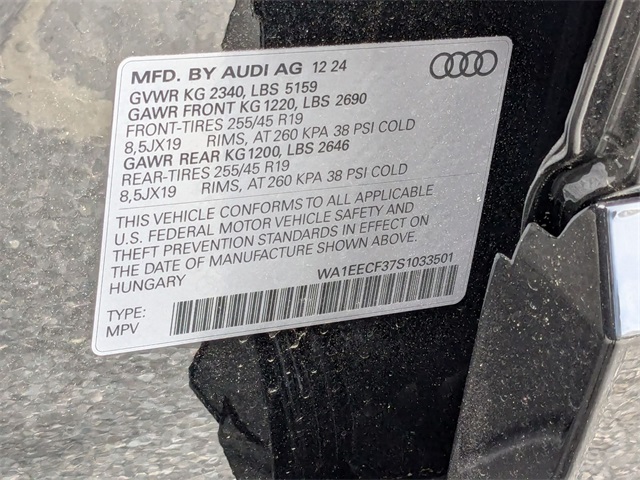 MFD. BY AUDI AG 12 24
GVWR KG 2340, LBS 5159
GAWR FRONT KG 1220, LBS 2690
FRONT-TIRES 255/45 R19
8,5JX19 RIMS, AT 260 KPA 38 PSI COLD
GAWR REAR KG1200, LBS 2646
REAR-TIRES 255/45 R19
8,5JX19 RIMS, AT 260 KPA 38 PSI COLD
THIS VEHICLE CONFORMS TO ALL APPLICABLE
U.S. FEDERAL MOTOR VEHICLE SAFETY AND
THEFT PREVENTION STANDARDS IN EFFECT ON
THE DATE OF MANUFACTURE SHOWN ABOVE.
HUNGARY WA1EECF37S1033501
TYPE:
MPV